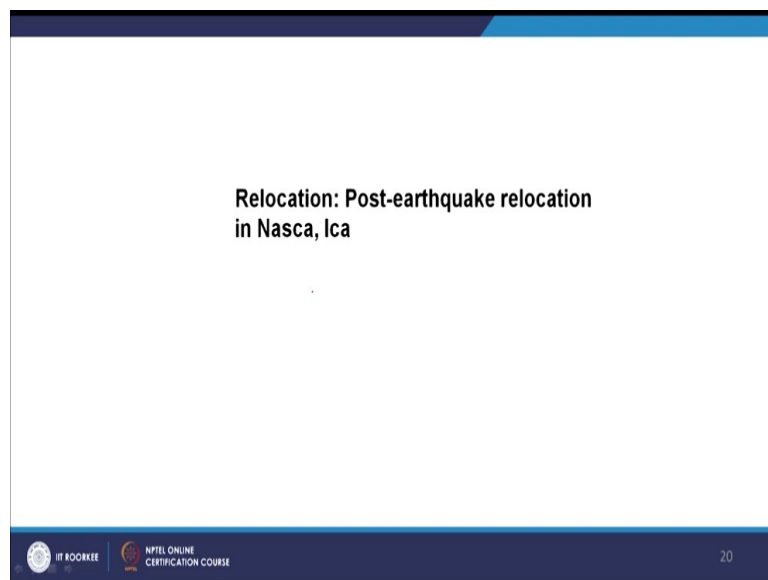 Relocation: Post-earthquake relocation
in Nasca, Ica
IIT ROORKEE
NPTEL ONLINE
CERTIFICATION COURSE
20